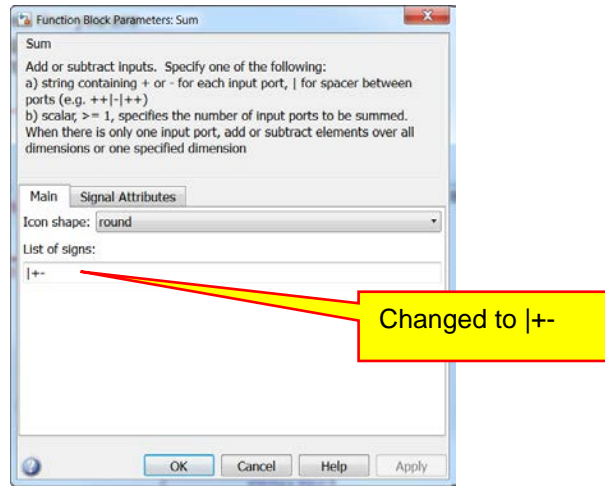 Function Block Parameters: Sum
Sum
Add or subtract inputs. Specify one of the following:
a) string containing + or - for each input port, | for spacer between
ports (e.g. ++|-|++)
b) scalar, >= 1, specifies the number of input ports to be summed.
When there is only one input port, add or subtract elements over all
dimensions or one specified dimension
Main Signal Attributes
Icon shape: round
List of signs:
|+-
Changed to |+-
OK Cancel Help Apply